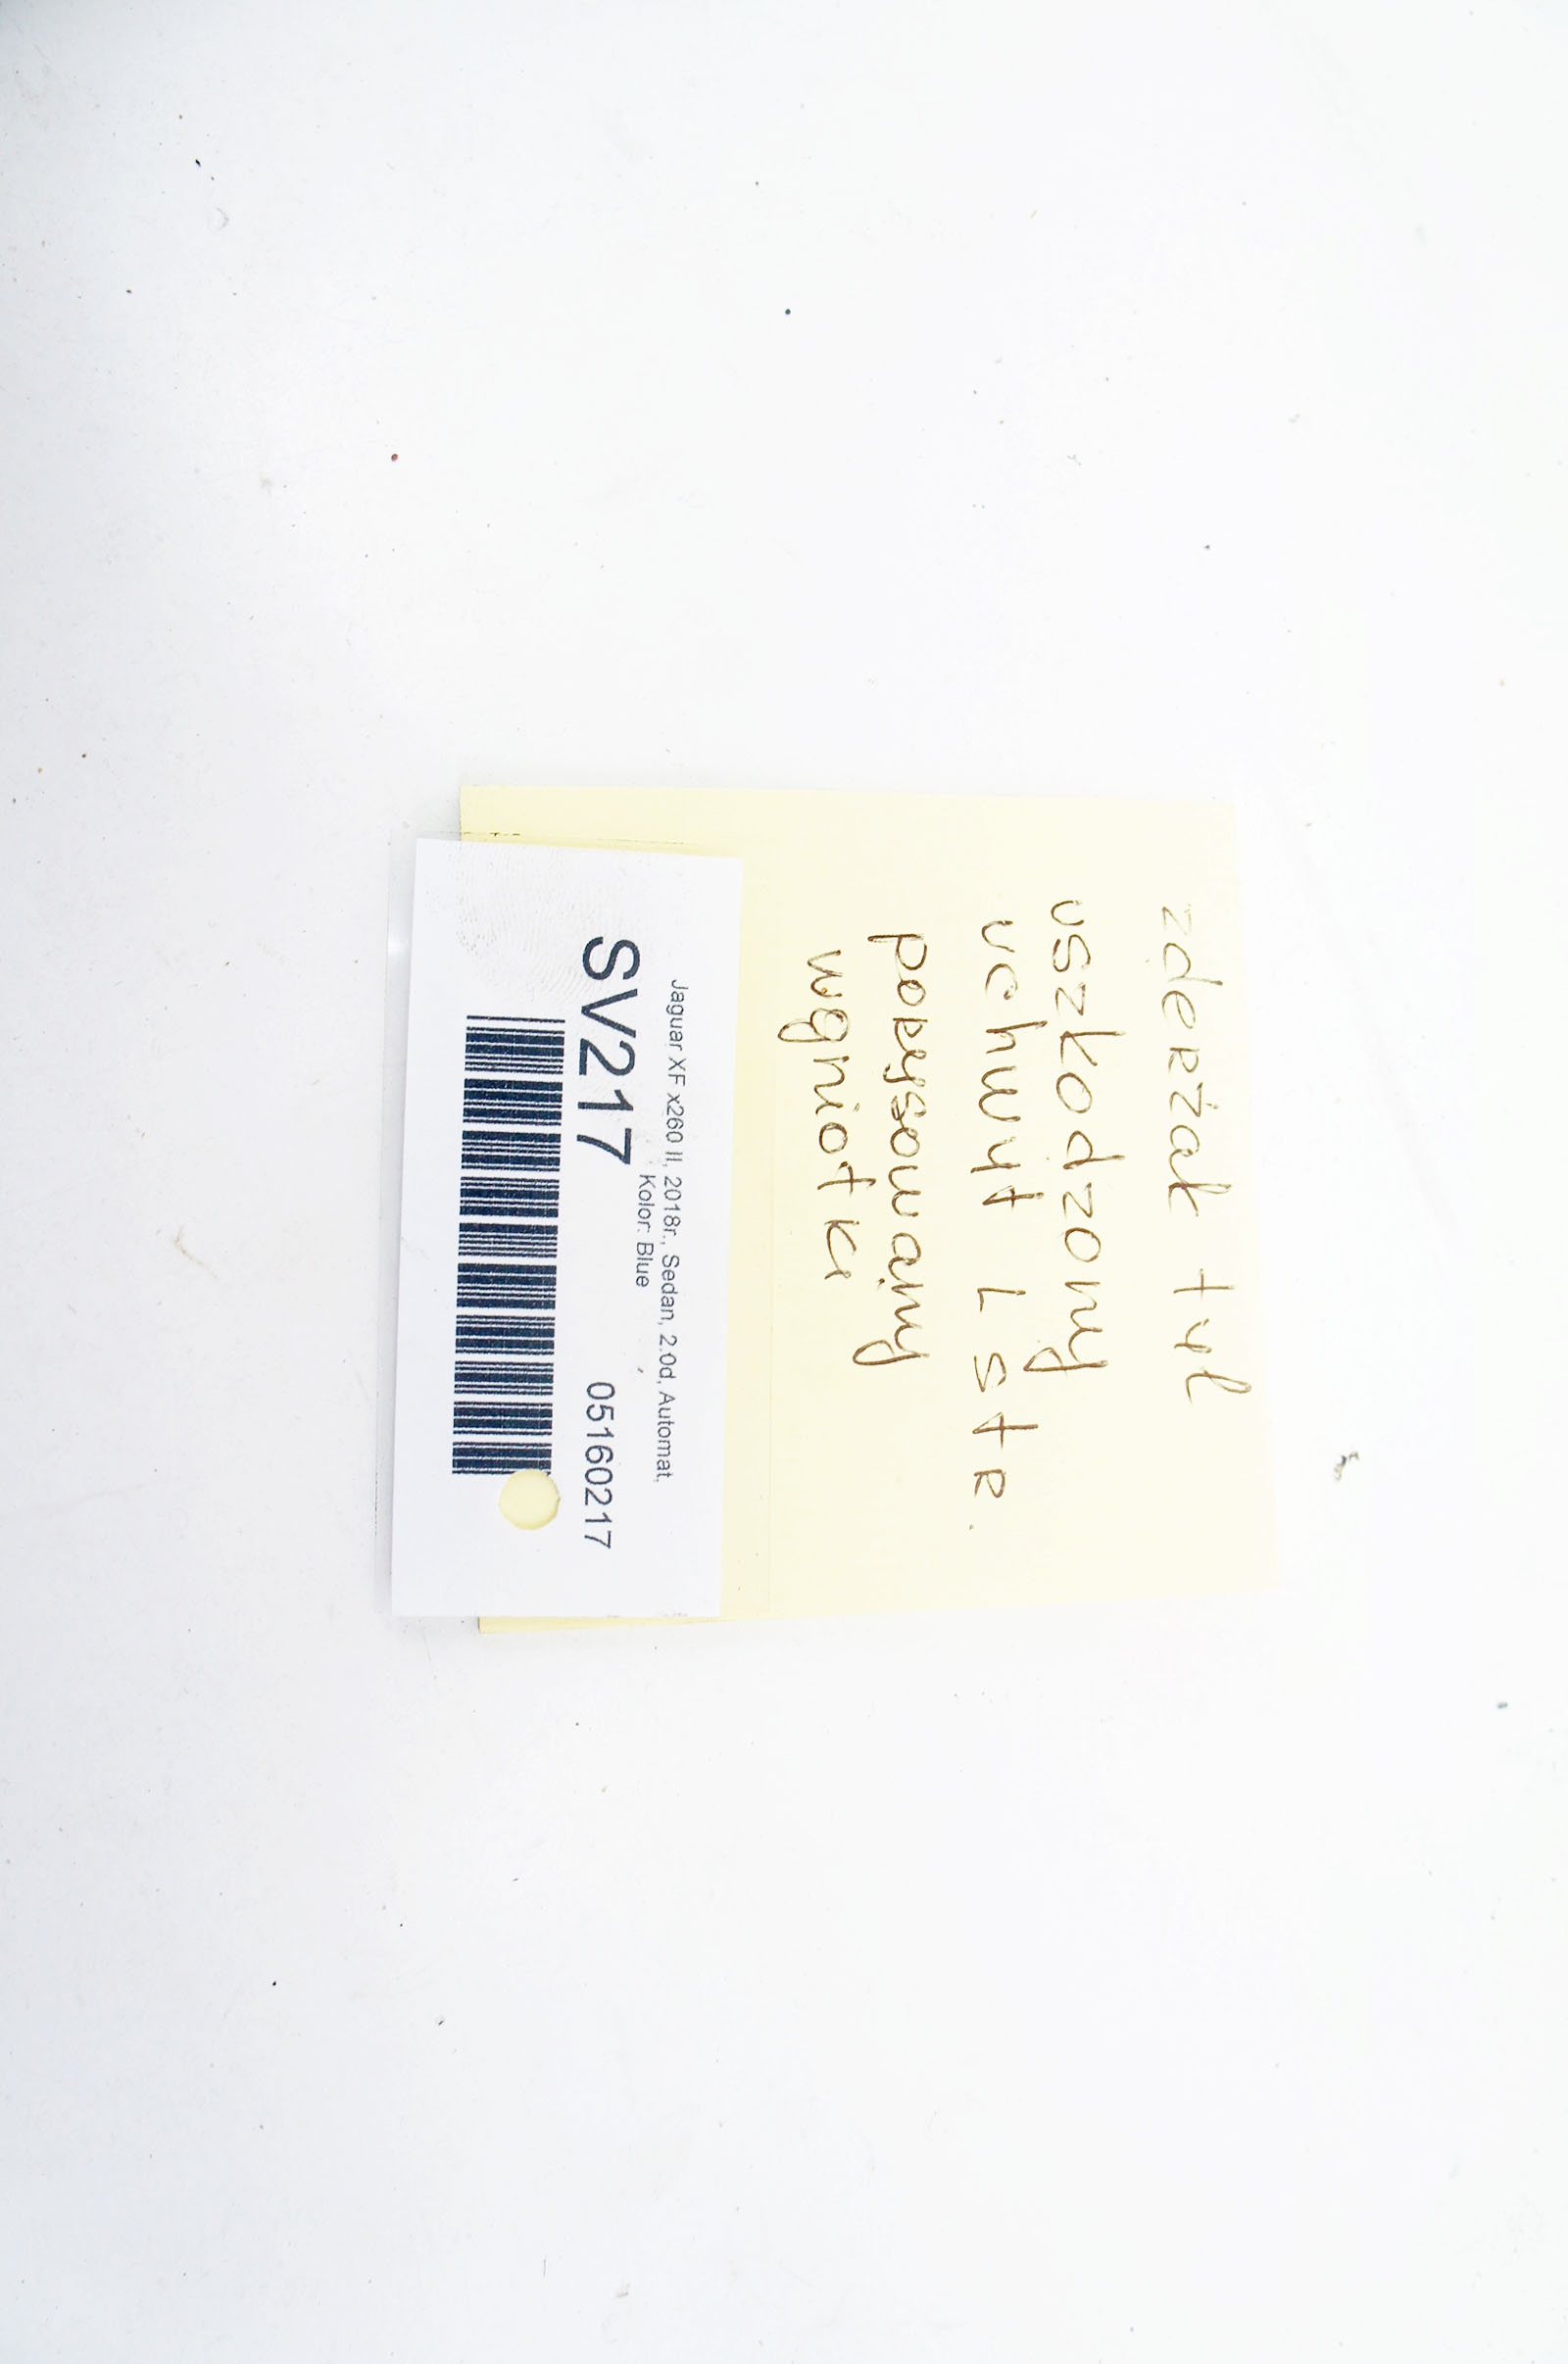 zderżak tył
uszkodzony
uchwyt L str.
porysowany
wgniotki
Jaguar XF x260 II, 2018r., Sedan, 2.0d, Automat,
Kolor: Blue
SV217 05160217